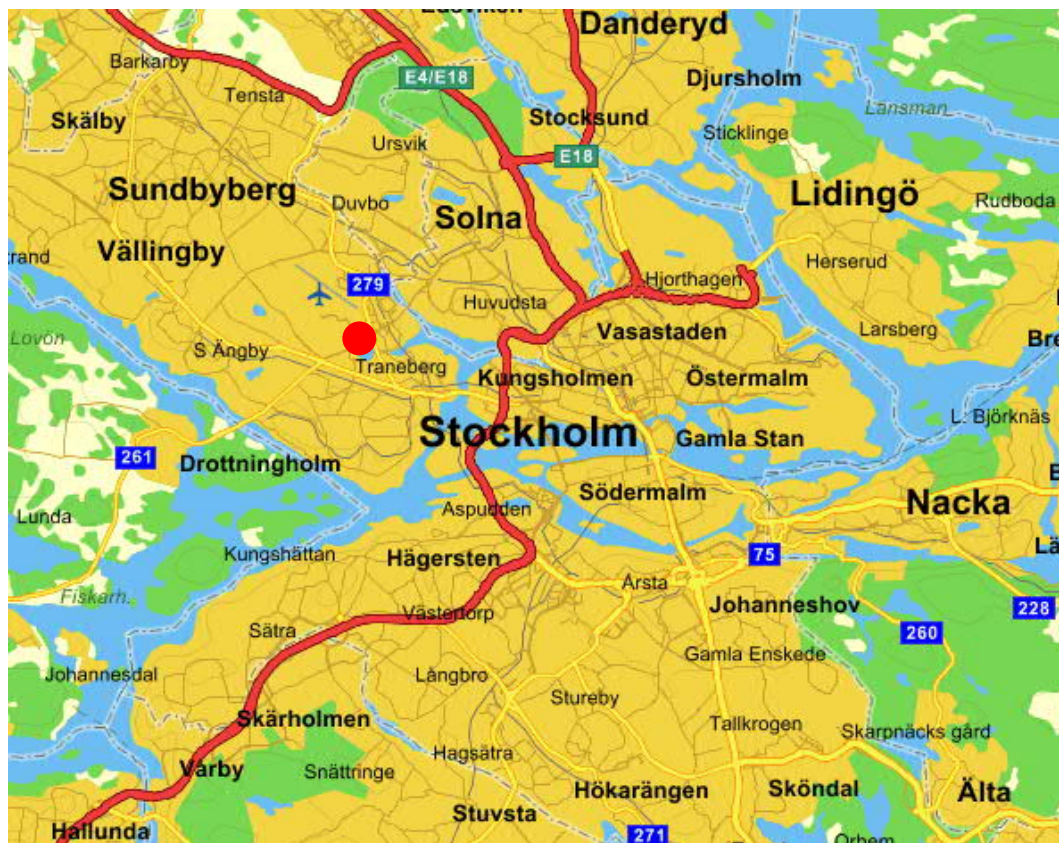 Danderyd
Barkarby
E4/E18
Djursholm
Tensta
Länsman.
Skälby
Stocksund
Sticklinge
Ursvik
E18
Sundbyberg
Lidingö
Rudboda
Duvbo
Solna
Vällingby
Herserud
279
Hjorthagen
Huvudsta
Vasastaden
Larsberg
Lovön
S Ängby
Traneberg
Kungsholmen
Östermalm
L. Björknäs
Stockholm
Gamla Stan
261
Drottningholm
Södermalm
Nacka
Lunda
Aspudden
Kungshättan
Hägersten
75
Årsta
Fiskarh.
Västertorp
Johanneshov
228
Sätra
260
Johannesdal
Långbro
Gamla Enskede
Stureby
Skärholmen
Tallkrogen
Skarpnäcks gård
Hagsätra
Vårby
Snättringe
Hökarängen
Sköndal
Älta
Stuvsta
Hallunda
271